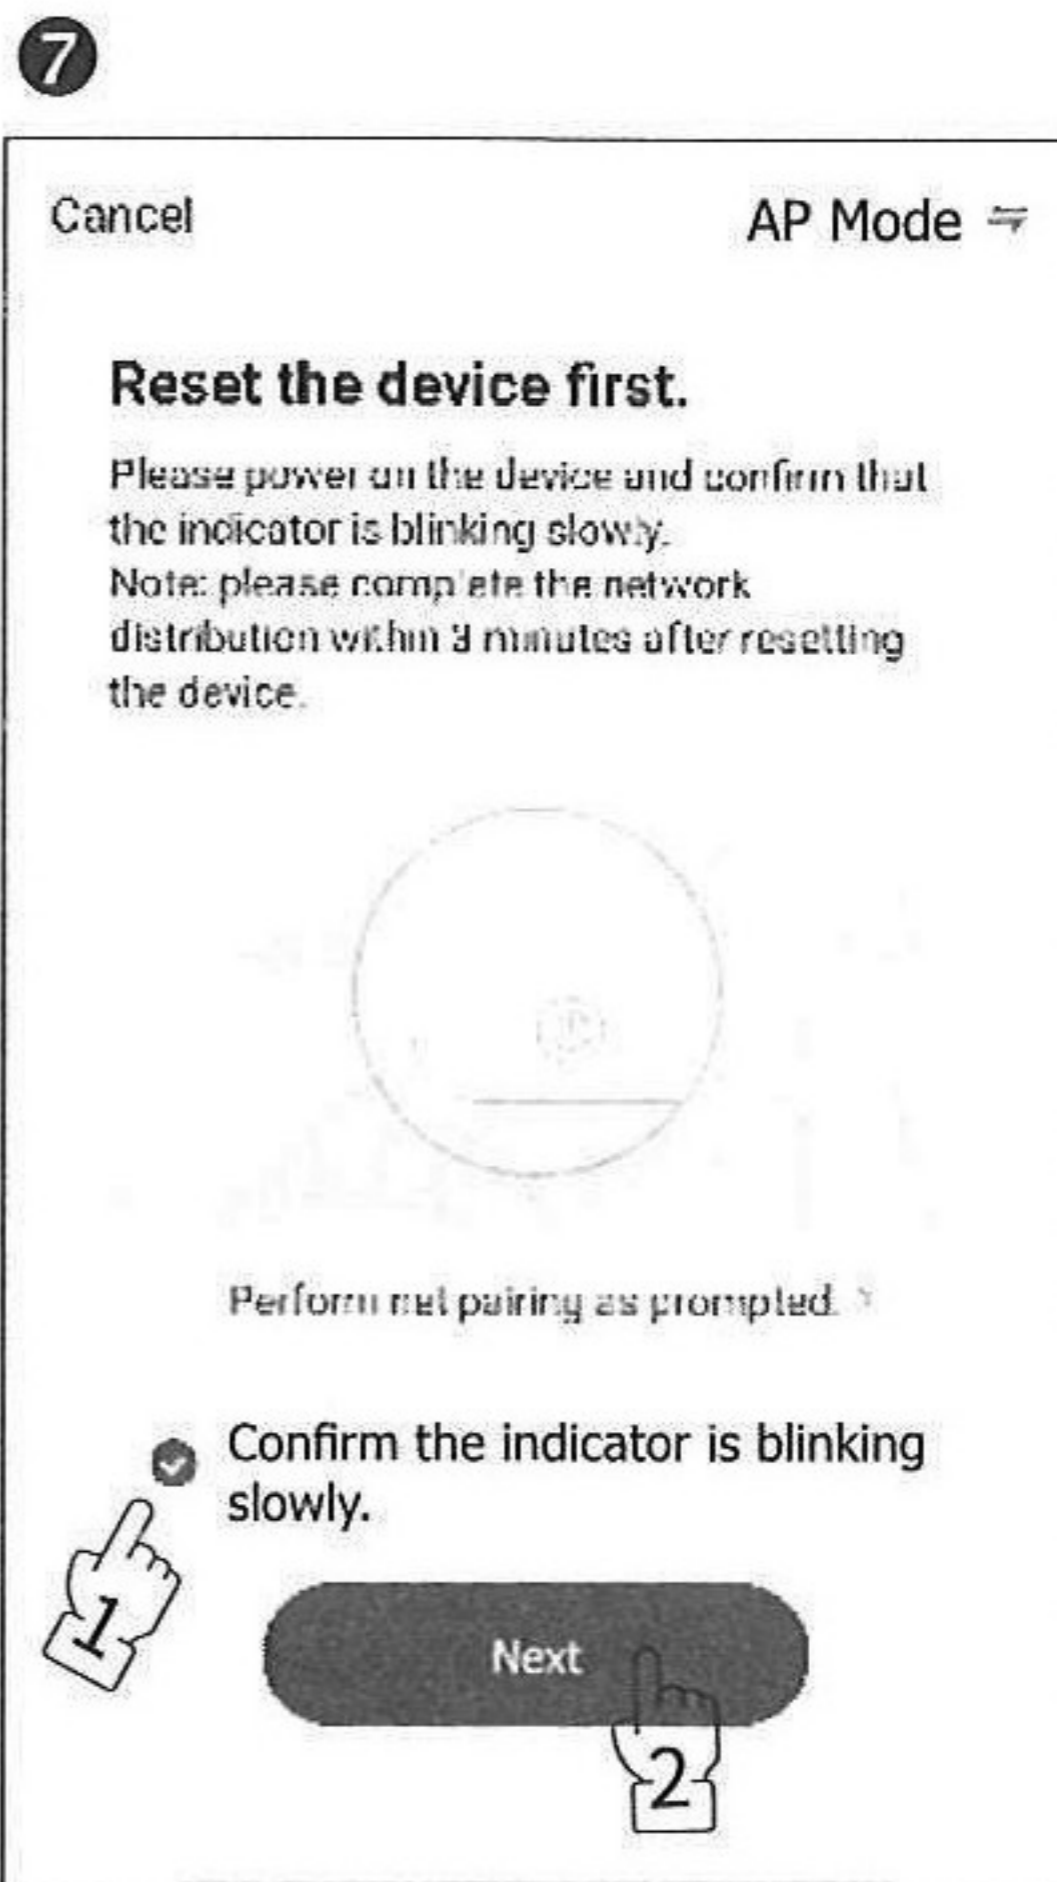 7
Cancel
AP Mode
Reset the device first.
Please power on the device and confirm that
the indicator is blinking slowly.
Note: please complete the network
distribution within 3 minutes after resetting
the device.
Perform net pairing as prompted.
Confirm the indicator is blinking
slowly.
1
Next
2